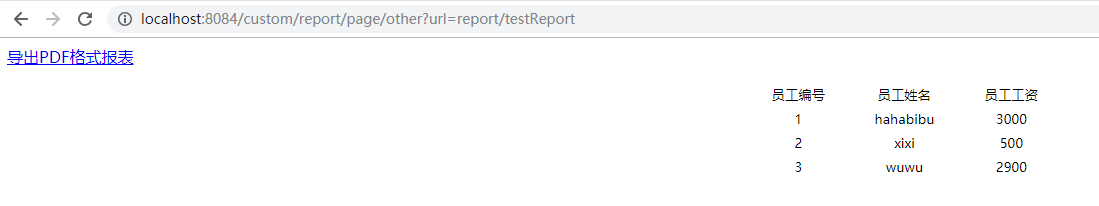 localhost:8084/custom/report/page/other?url=report/testReport
导出PDF格式报表
员工编号 员工姓名 员工工资
1 hahabibu 3000
2 xixi 500
3 wuwu 2900